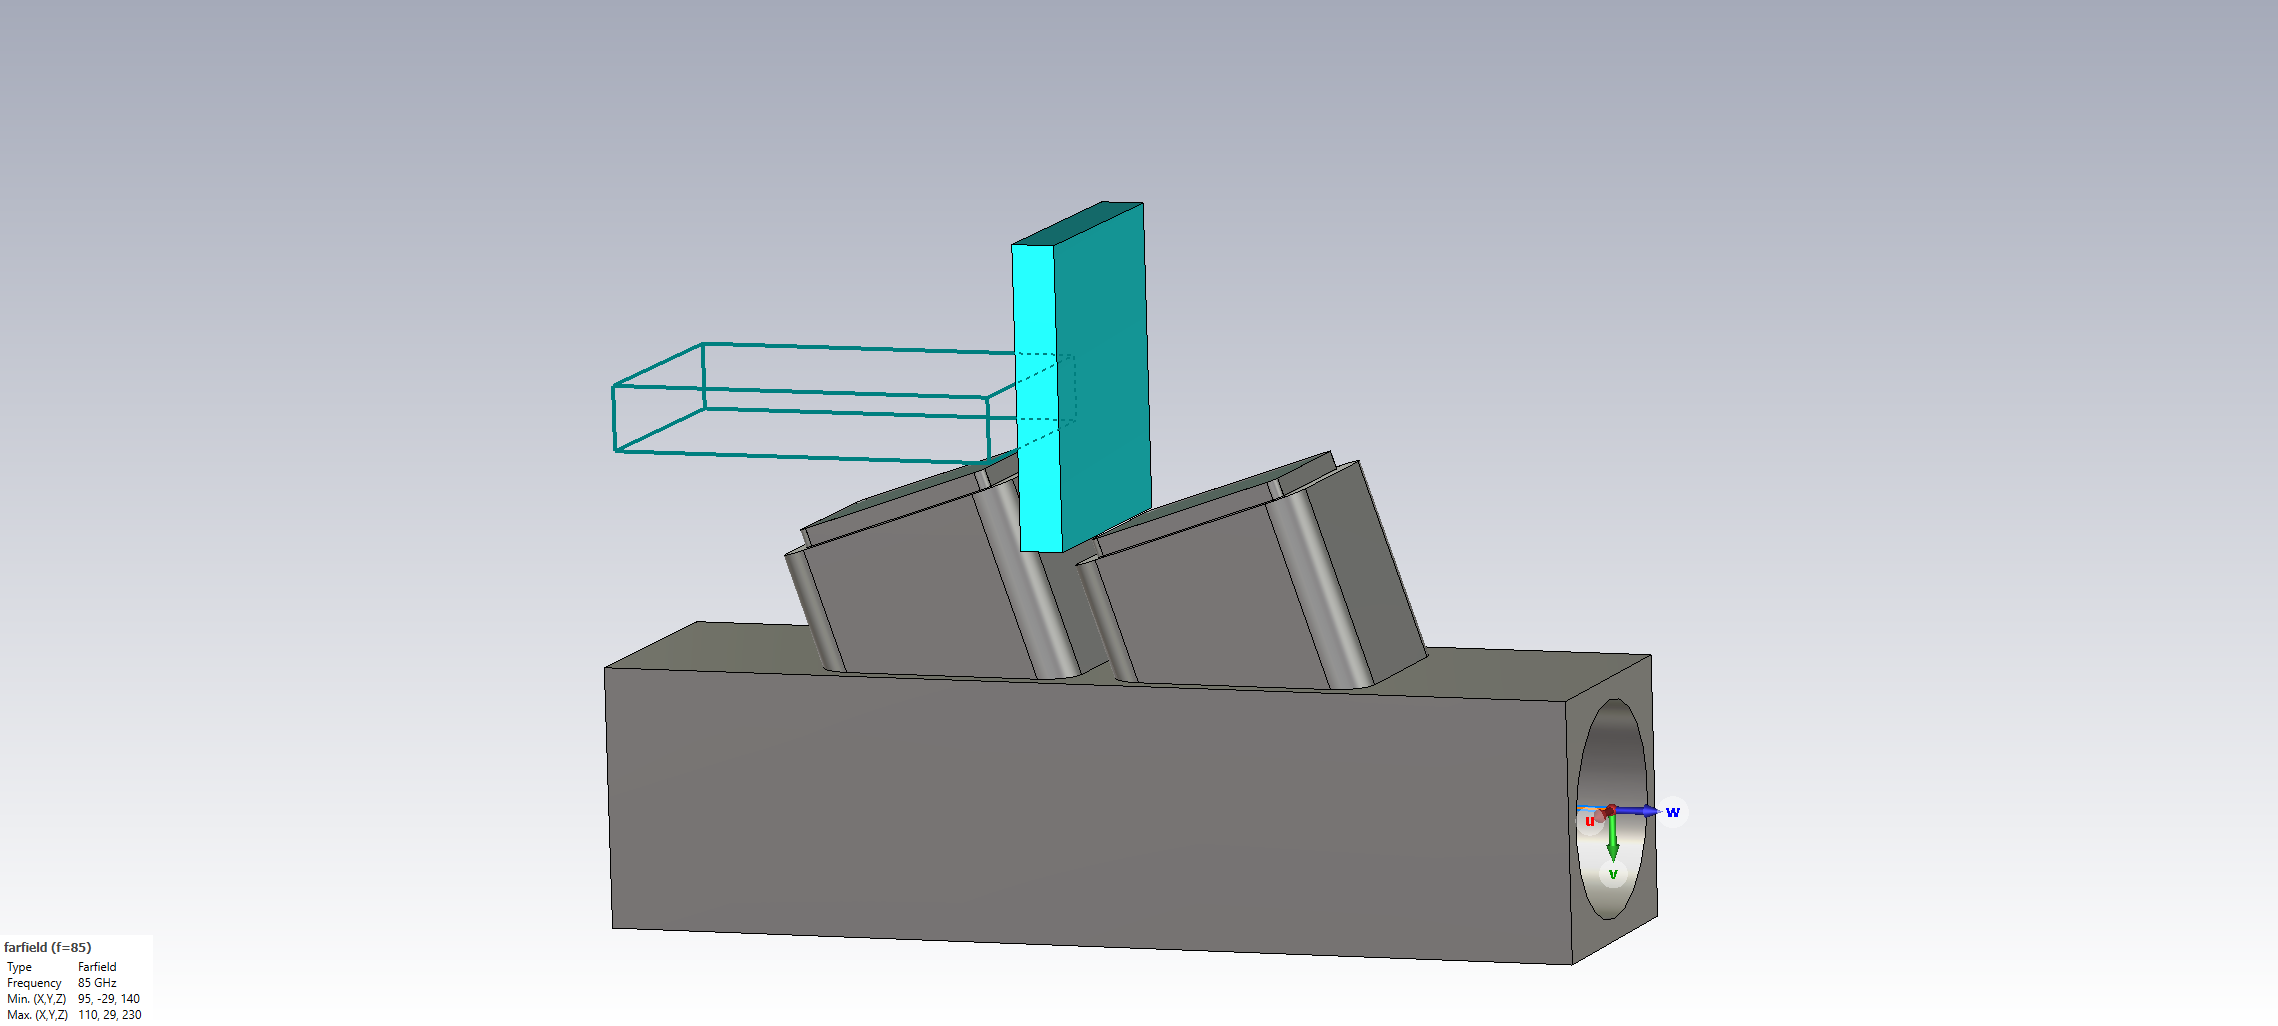 u
w
v
farfield (f=85)
Type Farfield
Frequency 85 GHz
Min. (X,Y,Z) 95, -29, 140
Max. (X,Y,Z) 110, 29, 230